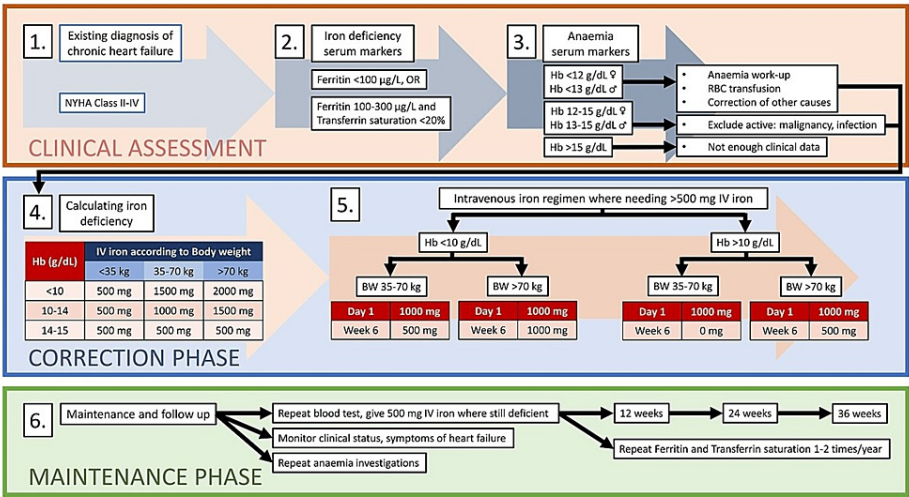 1.
Existing diagnosis of
chronic heart failure
NYHA Class II-IV
2.
Iron deficiency
serum markers
Ferritin <100 µg/L, OR
Ferritin 100-300 µg/L and
Transferrin saturation <20%
3.
Anaemia
serum markers
Hb <12 g/dL ♀
Hb <13 g/dL ♂
• Anaemia work-up
• RBC transfusion
• Correction of other causes
Hb 12-15 g/dL ♀
Hb 13-15 g/dL ♂
• Exclude active: malignancy, infection
Hb >15 g/dL
• Not enough clinical data
CLINICAL ASSESSMENT
4.
Calculating iron
deficiency
Hb (g/dL) IV iron according to Body weight
<35 kg 35-70 kg >70 kg
<10 500 mg 1500 mg 2000 mg
10-14 500 mg 1000 mg 1500 mg
14-15 500 mg 500 mg 500 mg
5.
Intravenous iron regimen where needing >500 mg IV iron
Hb <10 g/dL Hb >10 g/dL
BW 35-70 kg BW >70 kg BW 35-70 kg BW >70 kg
Day 1 1000 mg Day 1 1000 mg Day 1 1000 mg Day 1 1000 mg
Week 6 500 mg Week 6 1000 mg Week 6 0 mg Week 6 500 mg
CORRECTION PHASE
6.
Maintenance and follow up
Repeat blood test, give 500 mg IV iron where still deficient
12 weeks 24 weeks 36 weeks
Monitor clinical status, symptoms of heart failure
Repeat Ferritin and Transferrin saturation 1-2 times/year
Repeat anaemia investigations
MAINTENANCE PHASE